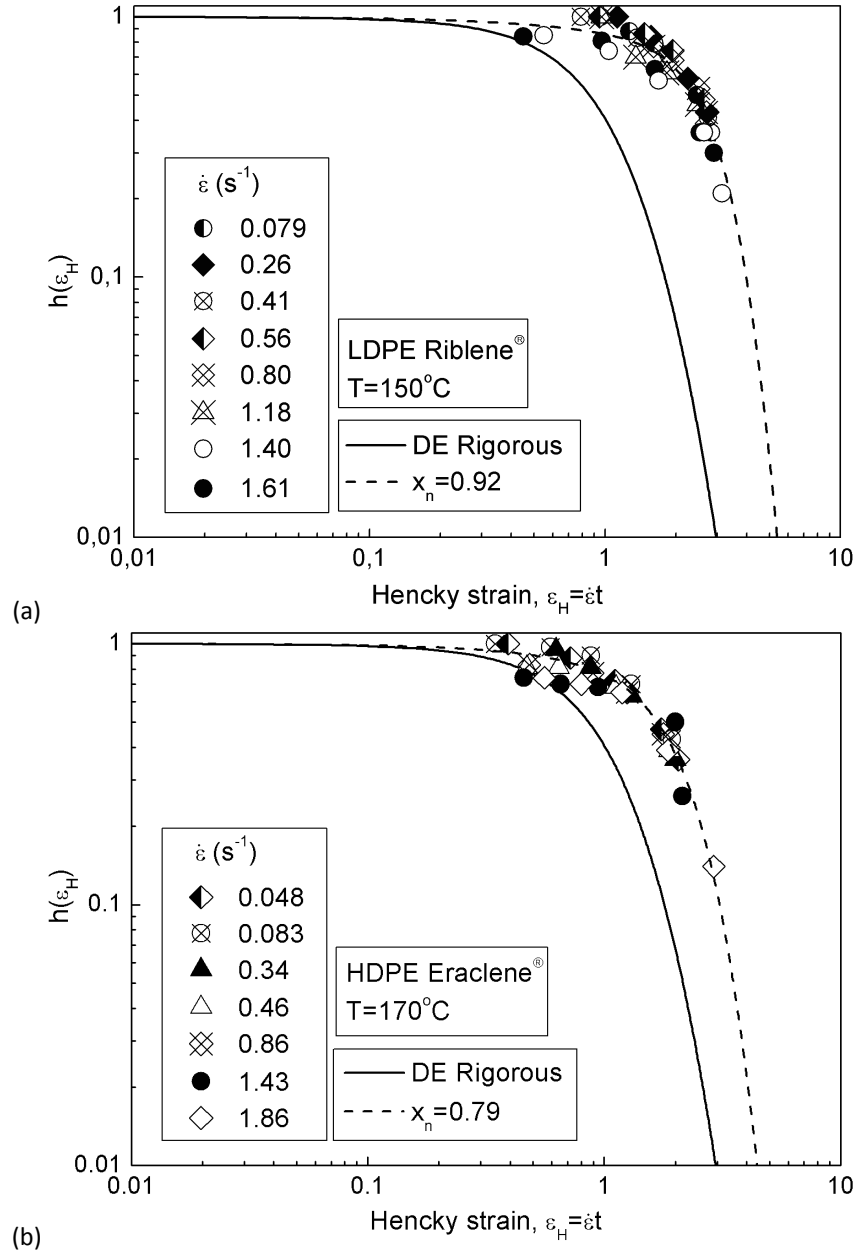 1
0,1
0,01
h(ε_H)
ε̇ (s⁻¹)
0.079
0.26
0.41
0.56
0.80
1.18
1.40
1.61
LDPE Riblene®
T=150°C
DE Rigorous
x_n=0.92
0,01
0,1
1
10
Hencky strain, ε_H=ε̇t
(a)
1
0.1
0.01
h(ε_H)
ε̇ (s⁻¹)
0.048
0.083
0.34
0.46
0.86
1.43
1.86
HDPE Eraclene®
T=170°C
DE Rigorous
x_n=0.79
0.01
0.1
1
10
Hencky strain, ε_H=ε̇t
(b)